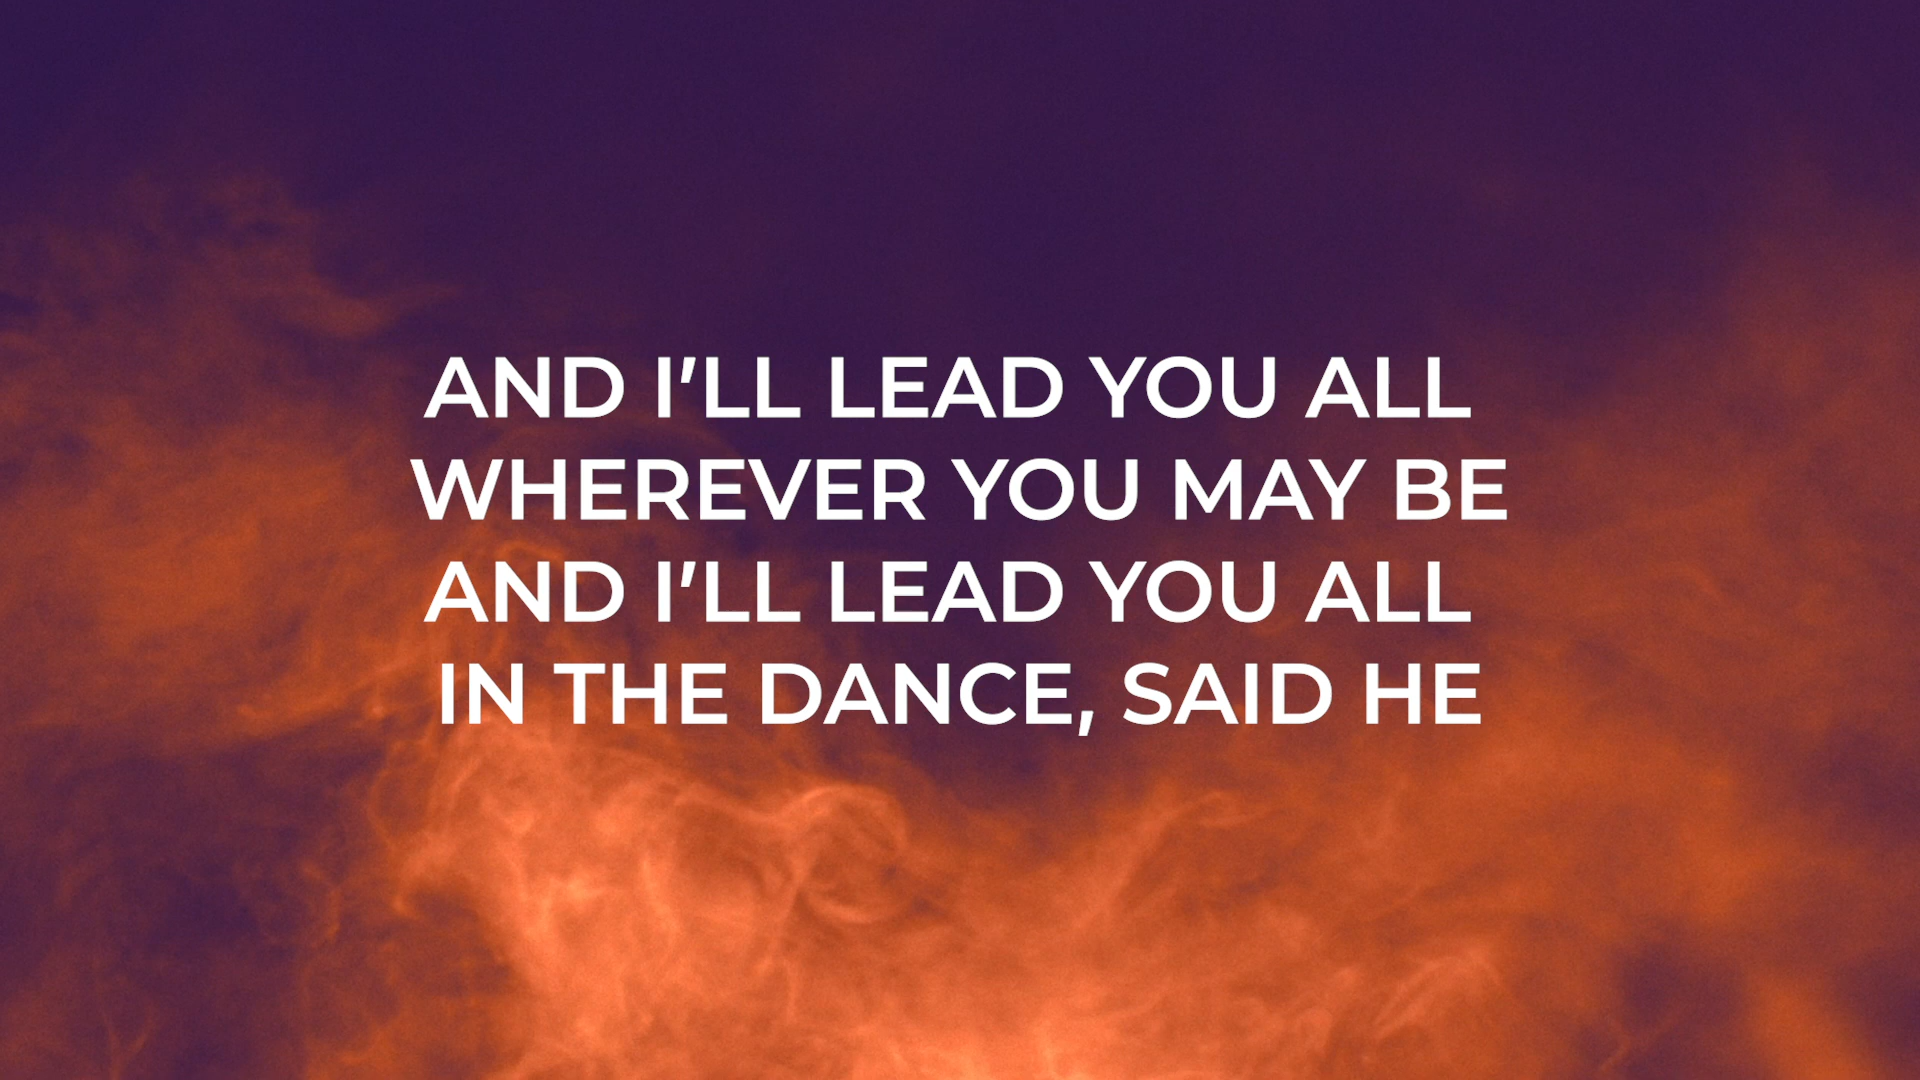 AND I'LL LEAD YOU ALL
WHEREVER YOU MAY BE
AND I'LL LEAD YOU ALL
IN THE DANCE, SAID HE